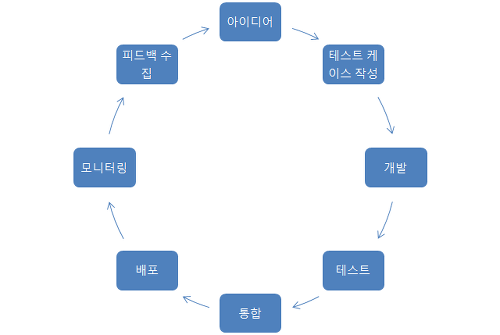 아이디어
테스트 케
이스 작성
개발
테스트
통합
배포
모니터링
피드백 수
집